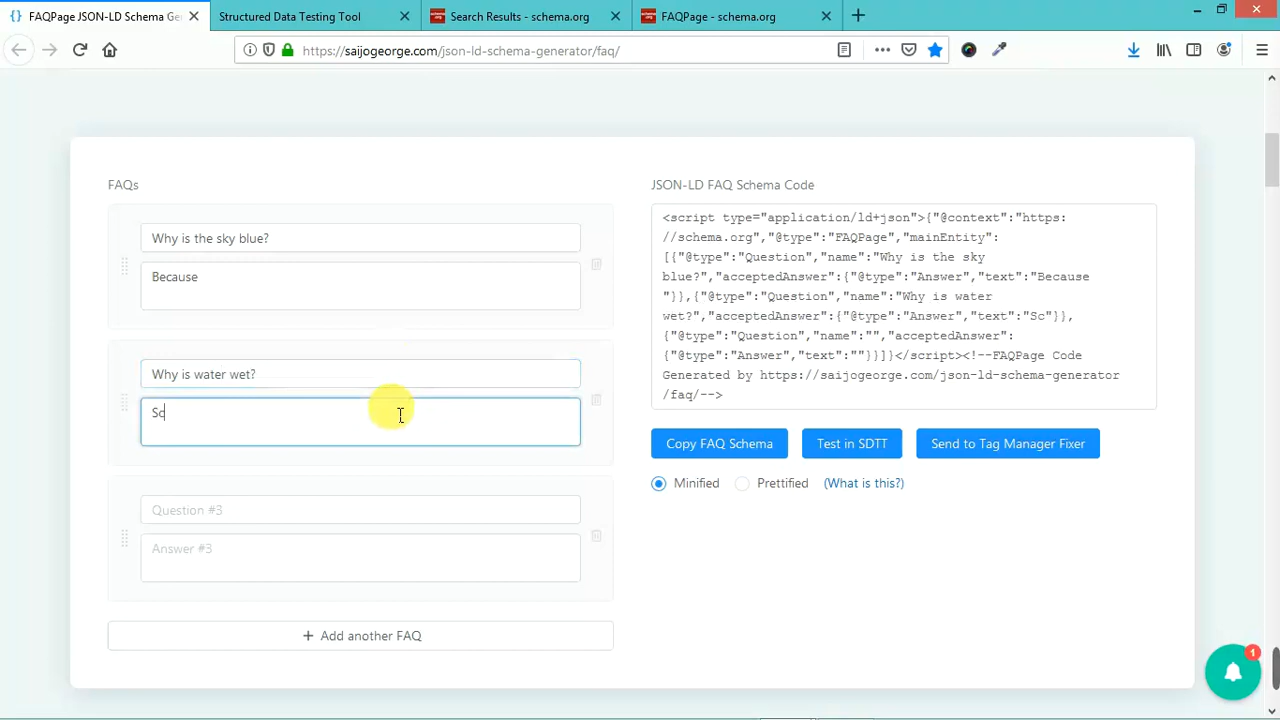 FAQPage JSON-LD Schema Ge
Structured Data Testing Tool
Search Results - schema.org
FAQPage - schema.org
https://saijogeorge.com/json-ld-schema-generator/faq/
FAQs
Why is the sky blue?
Because
Why is water wet?
Sc
Question #3
Answer #3
+ Add another FAQ
JSON-LD FAQ Schema Code
<script type="application/ld+json">{"@context":"https:
//schema.org","@type":"FAQPage","mainEntity":
[{"@type":"Question","name":"Why is the sky
blue?","acceptedAnswer":{"@type":"Answer","text":"Because
"}},{"@type":"Question","name":"Why is water
wet?","acceptedAnswer":{"@type":"Answer","text":"Sc"}},
{"@type":"Question","name":"","acceptedAnswer":
{"@type":"Answer","text":""}}]}</script><!--FAQPage Code
Generated by https://saijogeorge.com/json-ld-schema-generator
/faq/-->
Copy FAQ Schema
Test in SDTT
Send to Tag Manager Fixer
Minified
Prettified
(What is this?)
1